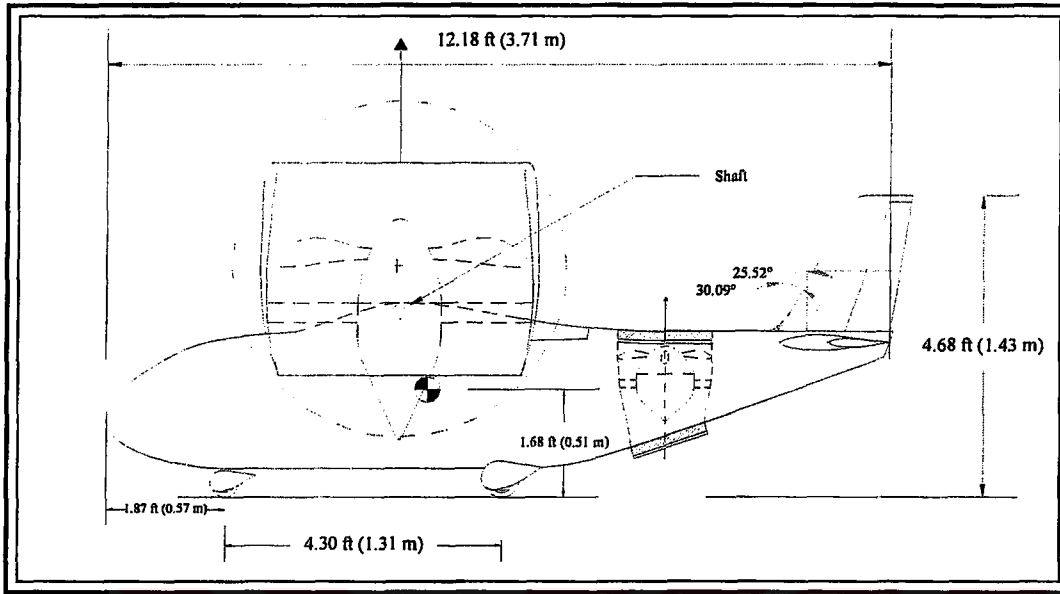 12.18 ft (3.71 m)
Shaft
25.52°
30.09°
4.68 ft (1.43 m)
1.68 ft (0.51 m)
1.87 ft (0.57 m)
4.30 ft (1.31 m)